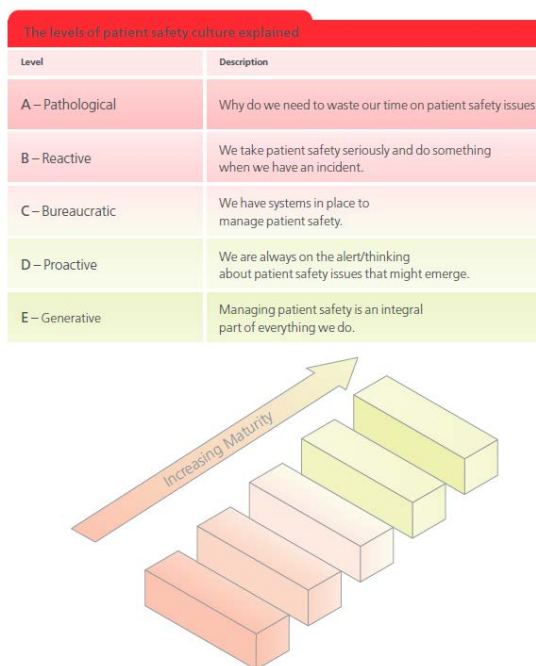 The levels of patient safety culture explained
Level Description
A – Pathological Why do we need to waste our time on patient safety issues
B – Reactive We take patient safety seriously and do something
when we have an incident.
C – Bureaucratic We have systems in place to
manage patient safety.
D – Proactive We are always on the alert/thinking
about patient safety issues that might emerge.
E – Generative Managing patient safety is an integral
part of everything we do.
Increasing Maturity